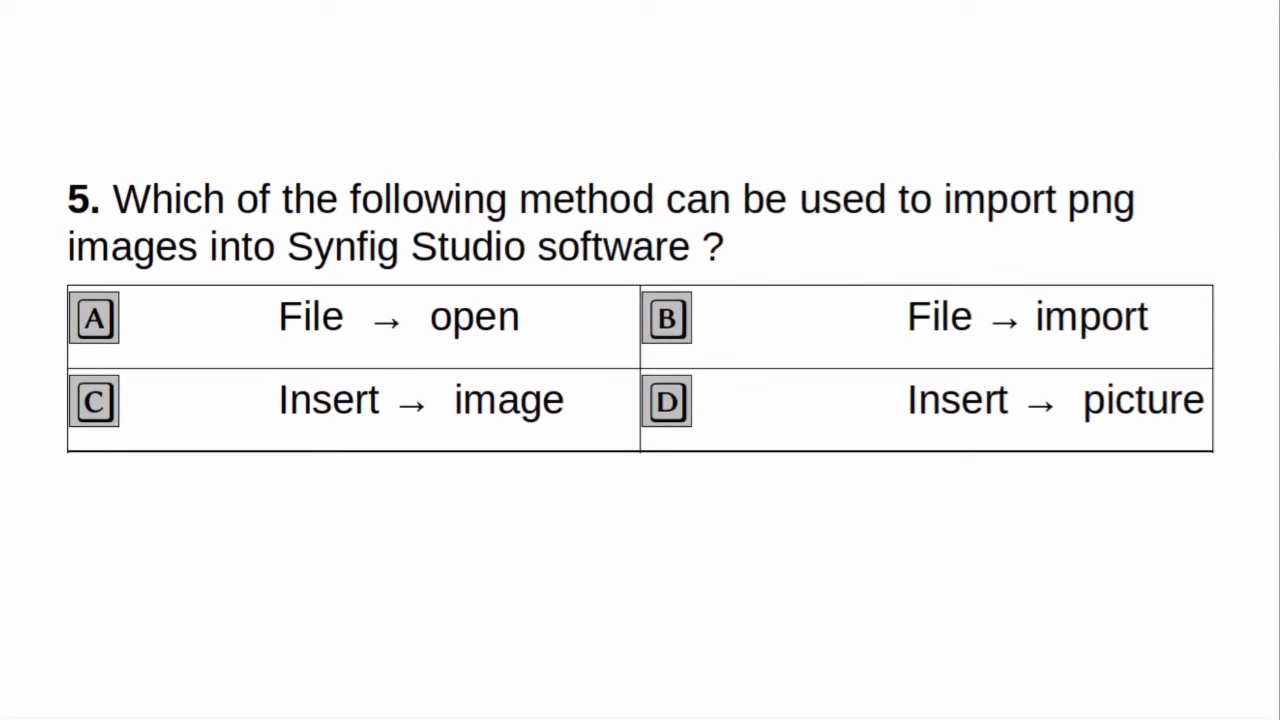 5. Which of the following method can be used to import png
images into Synfig Studio software ?
A File → open
B File → import
C Insert → image
D Insert → picture